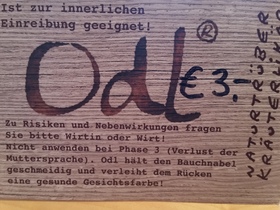 Ist zur innerlichen
Einreibung geeignet!
Odl® € 3.-
Zu Risiken und Nebenwirkungen fragen
Sie bitte Wirtin oder Wirt!
Nicht anwenden bei Phase 3 (Verlust der
Muttersprache). Odl hält den Bauchnabel
geschmeidig und verleiht dem Rücken
eine gesunde Gesichtsfarbe!
NATURTRÜBER